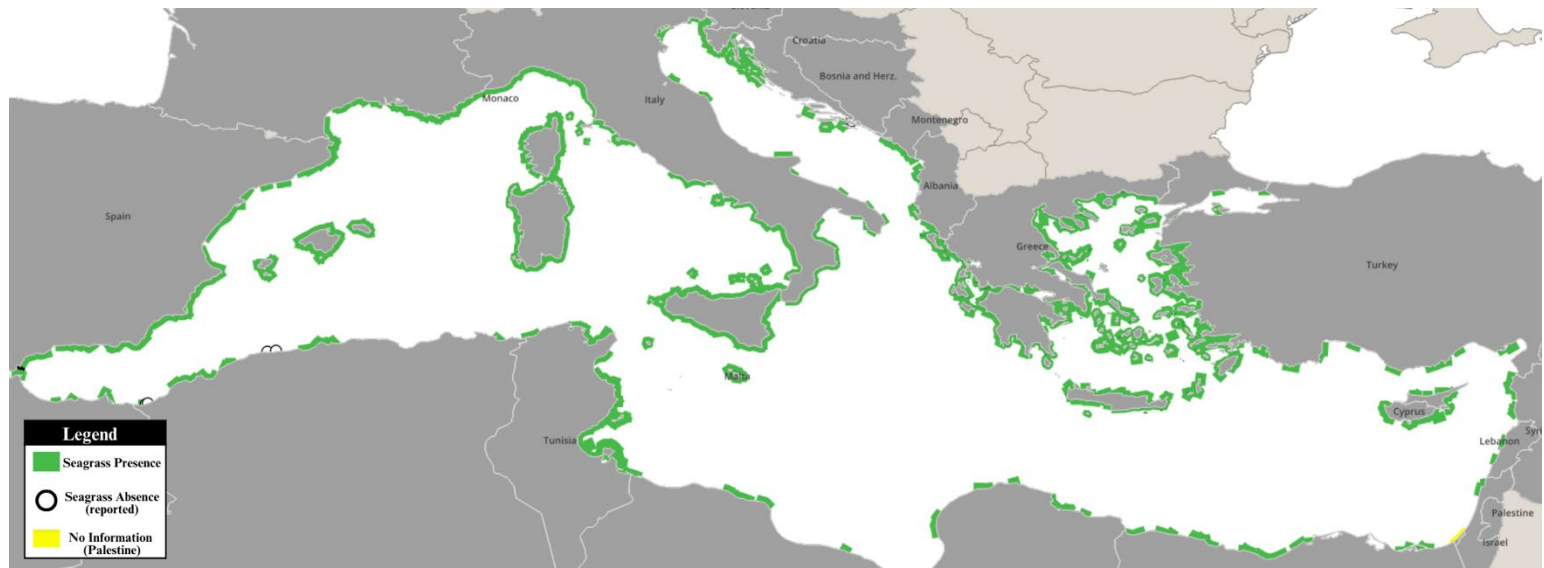 Slovenia
Croatia
Bosnia and Herz.
Monaco
Italy
Montenegro
Albania
Spain
Greece
Turkey
Malta
Cyprus
Tunisia
Lebanon
Palestine
Israel
Legend
Seagrass Presence
Seagrass Absence
(reported)
No Information
(Palestine)